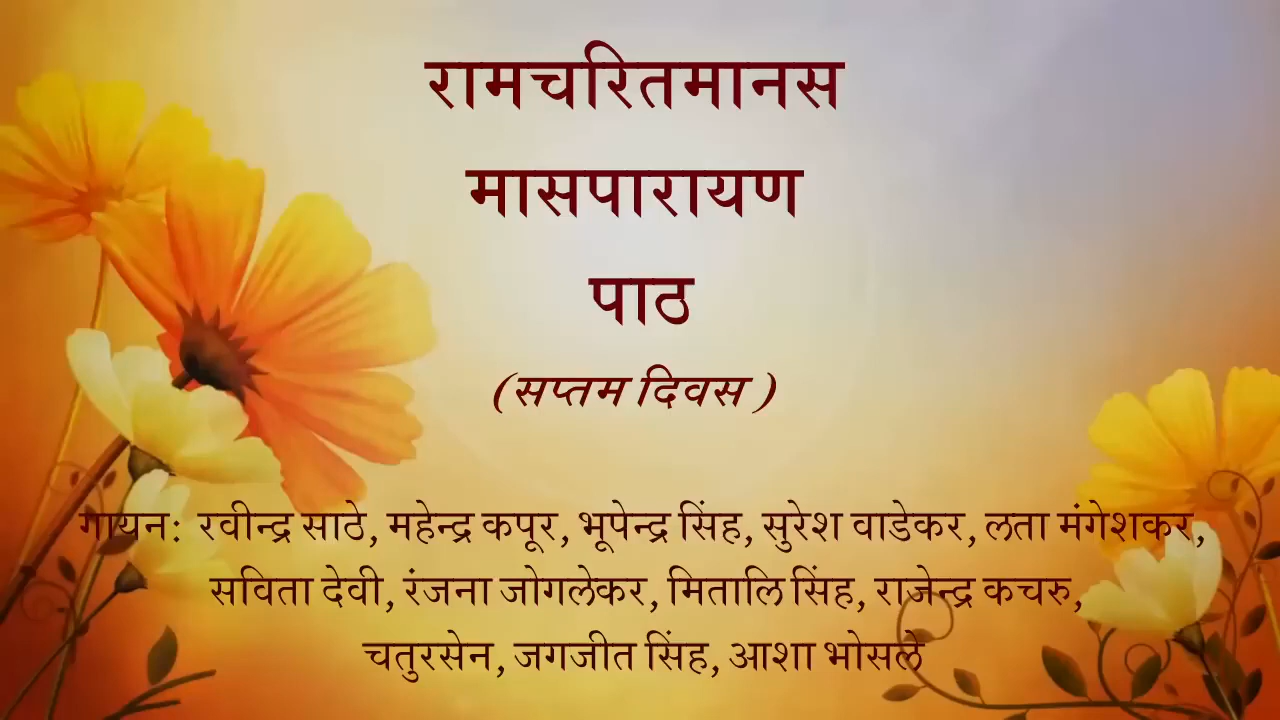 रामचरितमानस
मासपारायण
पाठ
(सप्तम दिवस )
गायन: रवीन्द्र साठे, महेन्द्र कपूर, भूपेन्द्र सिंह, सुरेश वाडेकर, लता मंगेशकर,
सविता देवी, रंजना जोगलेकर, मितालि सिंह, राजेन्द्र कचरु,
चतुरसेन, जगजीत सिंह, आशा भोसले